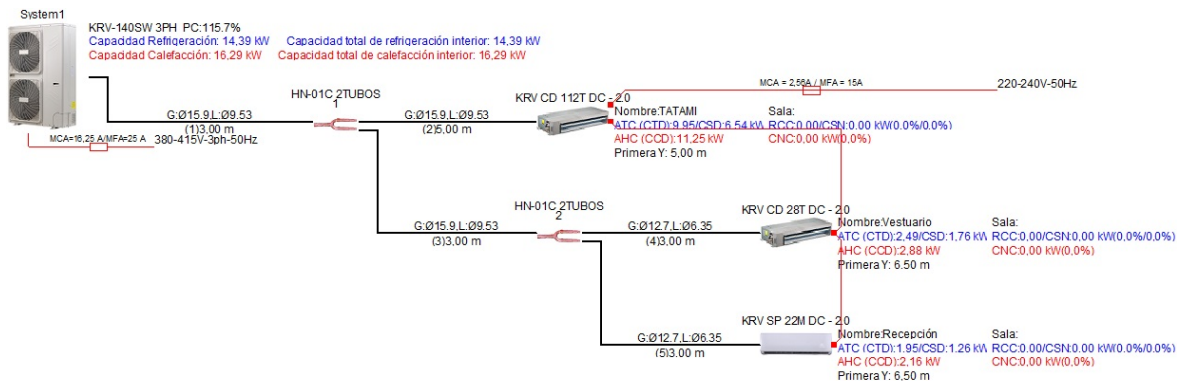 System1
KRV-140SW 3PH PC:115.7%
Capacidad Refrigeración: 14,39 kW Capacidad total de refrigeración interior: 14,39 kW
Capacidad Calefacción: 16,29 kW Capacidad total de calefacción interior: 16,29 kW
MCA=16,25 A/MFA=25 A 380-415V-3ph-50Hz
G:Ø15.9,L:Ø9.53
(1)3,00 m
HN-01C 2TUBOS
1
G:Ø15.9,L:Ø9.53
(2)5,00 m
KRV CD 112T DC - 2.0
MCA = 2,56A / MFA = 15A
220-240V-50Hz
Nombre:TATAMI Sala:
ATC (CTD):9.95/CSD:6.54 kW RCC:0.00/CSN:0.00 kW(0.0%/0.0%)
AHC (CCD):11,25 kW CNC:0,00 kW(0,0%)
Primera Y: 5,00 m
G:Ø15.9,L:Ø9.53
(3)3,00 m
HN-01C 2TUBOS
2
G:Ø12.7,L:Ø6.35
(4)3,00 m
KRV CD 28T DC - 2.0
Nombre:Vestuario Sala:
ATC (CTD):2,49/CSD:1,76 kW RCC:0,00/CSN:0,00 kW(0,0%/0,0%)
AHC (CCD):2,88 kW CNC:0,00 kW(0,0%)
Primera Y: 6.50 m
G:Ø12.7,L:Ø6.35
(5)3.00 m
KRV SP 22M DC - 2.0
Nombre:Recepción Sala:
ATC (CTD):1.95/CSD:1.26 kW RCC:0.00/CSN:0.00 kW(0.0%/0.0%)
AHC (CCD):2,16 kW CNC:0,00 kW(0,0%)
Primera Y: 6,50 m